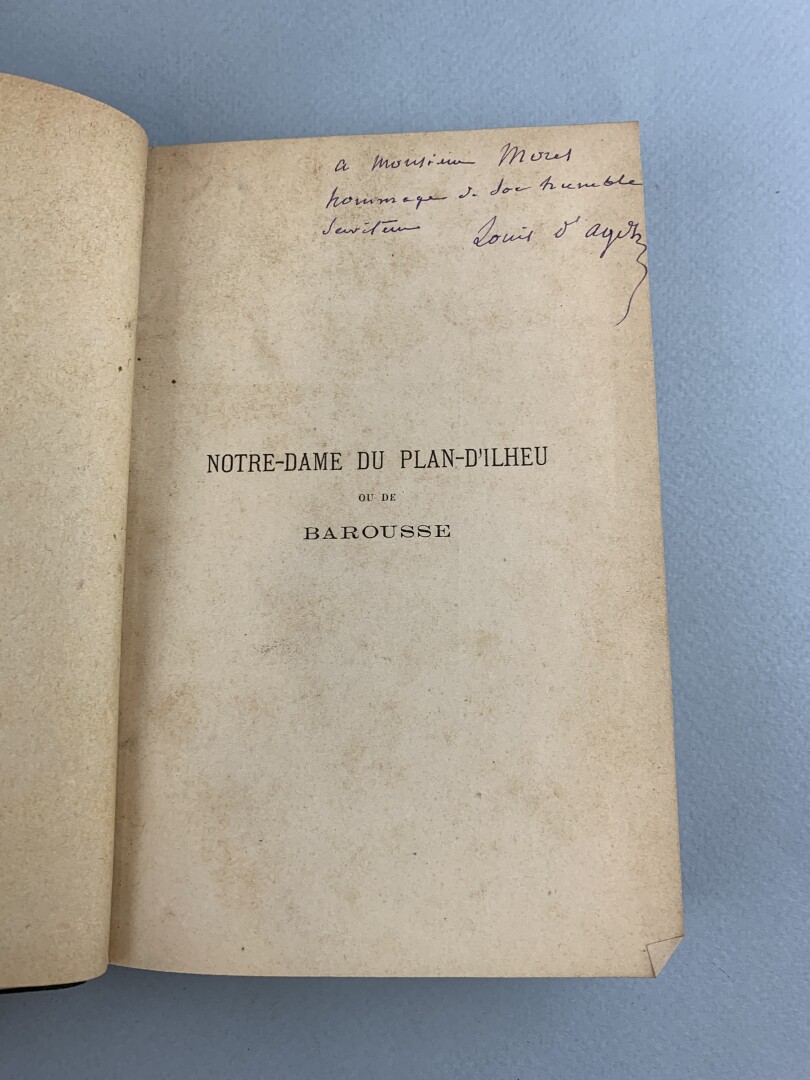 a Monsieur Morel
hommage de son humble
Serviteur Louis d'Agos
NOTRE-DAME DU PLAN-D'ILHEU
OU DE
BAROUSSE